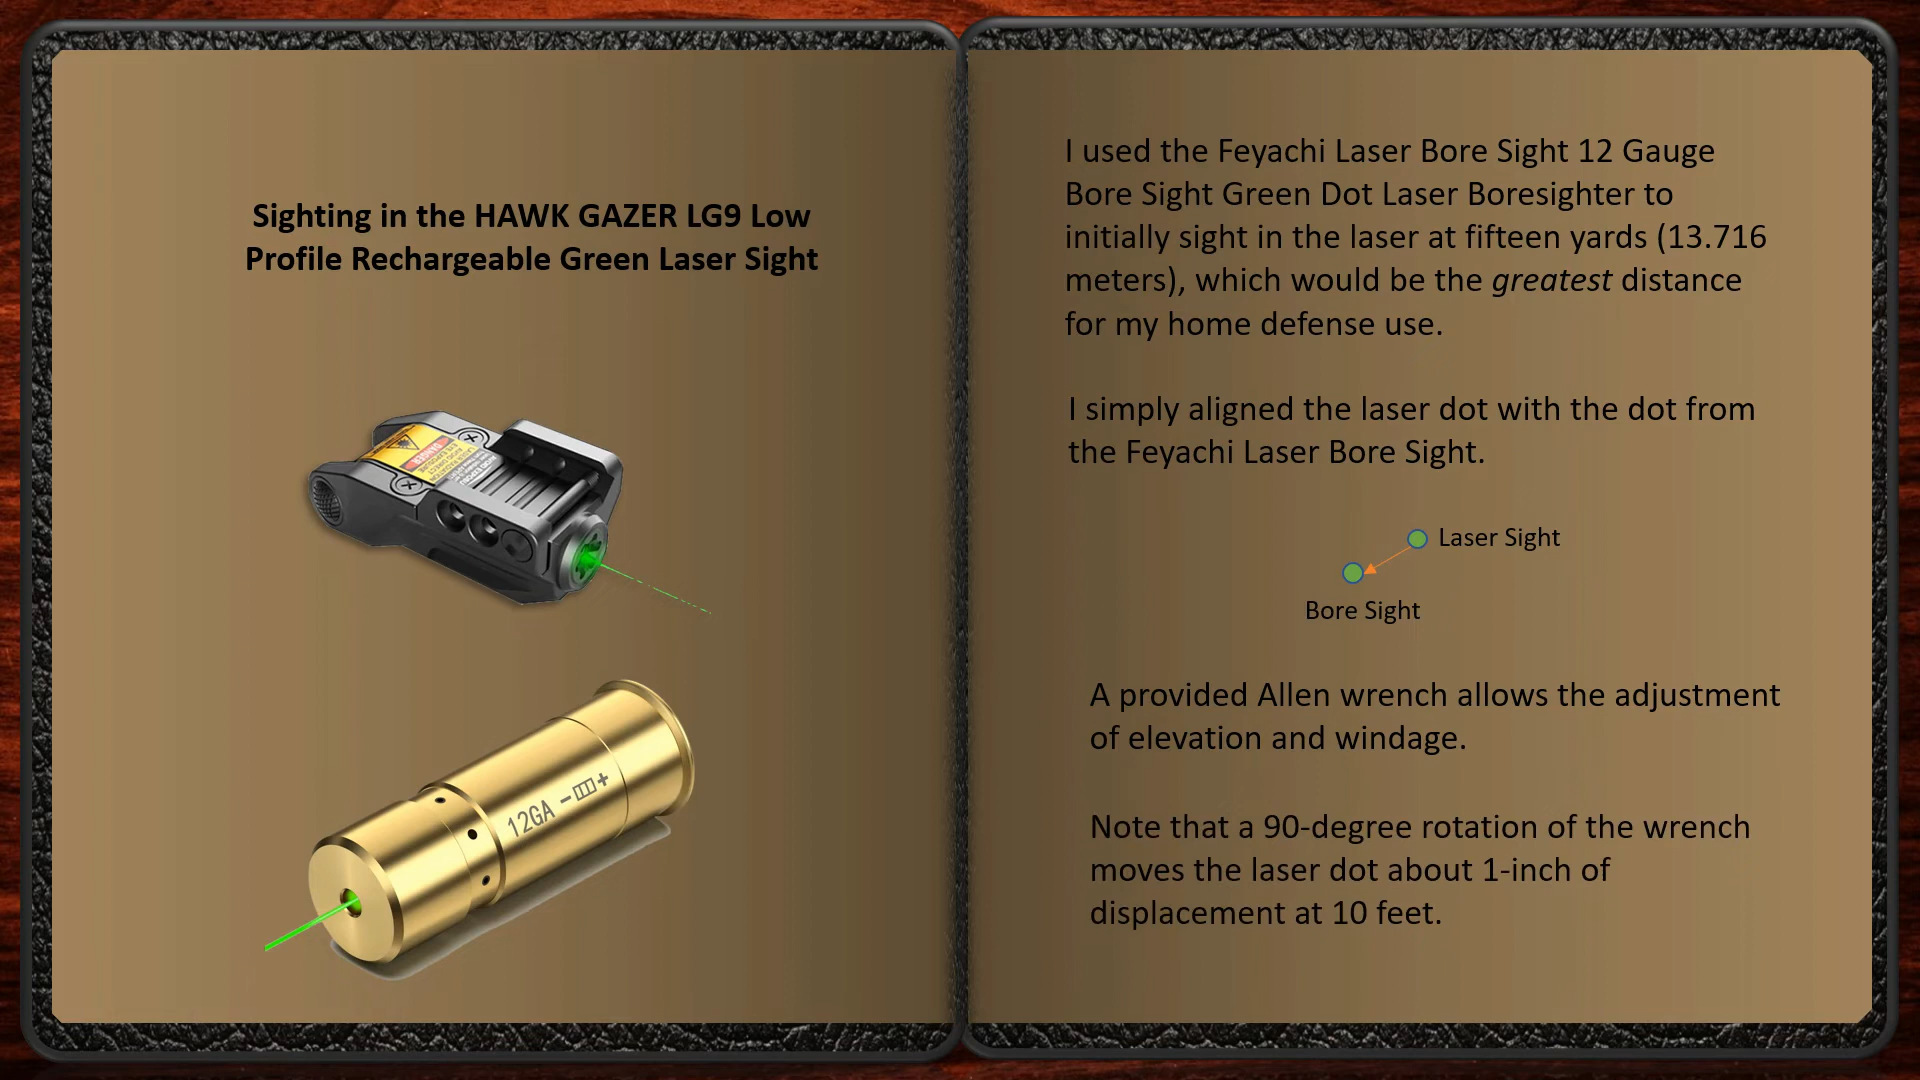 Sighting in the HAWK GAZER LG9 Low
Profile Rechargeable Green Laser Sight
12GA
I used the Feyachi Laser Bore Sight 12 Gauge
Bore Sight Green Dot Laser Boresighter to
initially sight in the laser at fifteen yards (13.716
meters), which would be the greatest distance
for my home defense use.
I simply aligned the laser dot with the dot from
the Feyachi Laser Bore Sight.
Laser Sight
Bore Sight
A provided Allen wrench allows the adjustment
of elevation and windage.
Note that a 90-degree rotation of the wrench
moves the laser dot about 1-inch of
displacement at 10 feet.